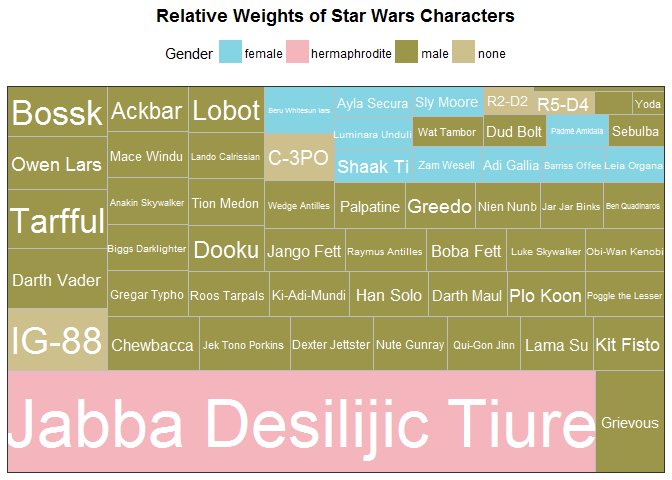 Relative Weights of Star Wars Characters
Gender female hermaphrodite male none
Bossk
Ackbar
Lobot
Beru Whitesun lars
Ayla Secura
Sly Moore
R2-D2
R5-D4
Yoda
Luminara Unduli
Wat Tambor
Dud Bolt
Padmé Amidala
Sebulba
Owen Lars
Mace Windu
Lando Calrissian
C-3PO
Shaak Ti
Zam Wesell
Adi Gallia
Barriss Offee
Leia Organa
Tarfful
Anakin Skywalker
Tion Medon
Wedge Antilles
Palpatine
Greedo
Nien Nunb
Jar Jar Binks
Ben Quadinaros
Biggs Darklighter
Dooku
Jango Fett
Raymus Antilles
Boba Fett
Luke Skywalker
Obi-Wan Kenobi
Darth Vader
Gregar Typho
Roos Tarpals
Ki-Adi-Mundi
Han Solo
Darth Maul
Plo Koon
Poggle the Lesser
IG-88
Chewbacca
Jek Tono Porkins
Dexter Jettster
Nute Gunray
Qui-Gon Jinn
Lama Su
Kit Fisto
Jabba Desilijic Tiure
Grievous